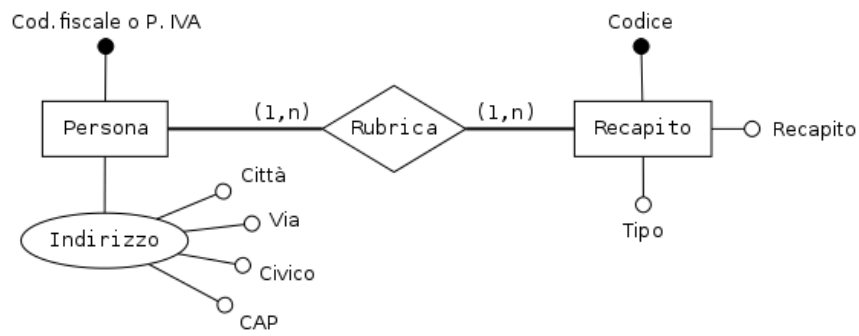 Cod. fiscale o P. IVA
Codice
(1,n)
(1,n)
Persona
Rubrica
Recapito
Recapito
Città
Via
Indirizzo
Tipo
Civico
CAP